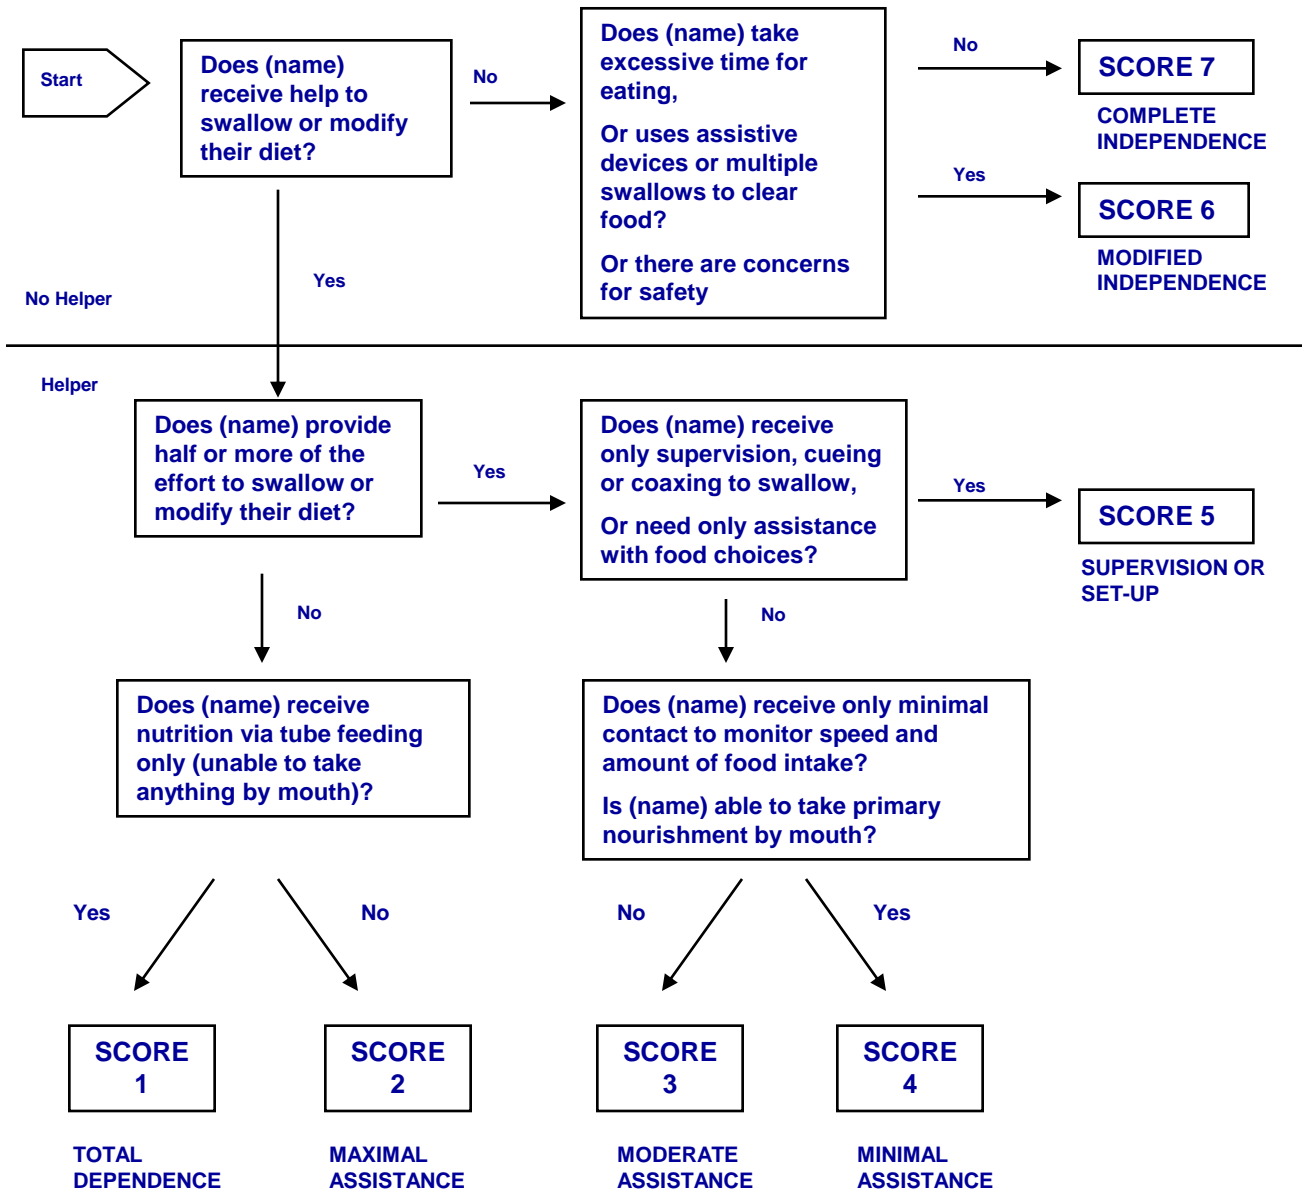 Start
Does (name)
receive help to
swallow or modify
their diet?
No
Does (name) take
excessive time for
eating,
Or uses assistive
devices or multiple
swallows to clear
food?
Or there are concerns
for safety
No
SCORE 7
COMPLETE
INDEPENDENCE
Yes
SCORE 6
MODIFIED
INDEPENDENCE
Yes
No Helper
Helper
Does (name) provide
half or more of the
effort to swallow or
modify their diet?
Yes
Does (name) receive
only supervision, cueing
or coaxing to swallow,
Or need only assistance
with food choices?
Yes
SCORE 5
SUPERVISION OR
SET-UP
No
No
Does (name) receive
nutrition via tube feeding
only (unable to take
anything by mouth)?
Does (name) receive only minimal
contact to monitor speed and
amount of food intake?
Is (name) able to take primary
nourishment by mouth?
Yes
No
No
Yes
SCORE
1
SCORE
2
SCORE
3
SCORE
4
TOTAL
DEPENDENCE
MAXIMAL
ASSISTANCE
MODERATE
ASSISTANCE
MINIMAL
ASSISTANCE